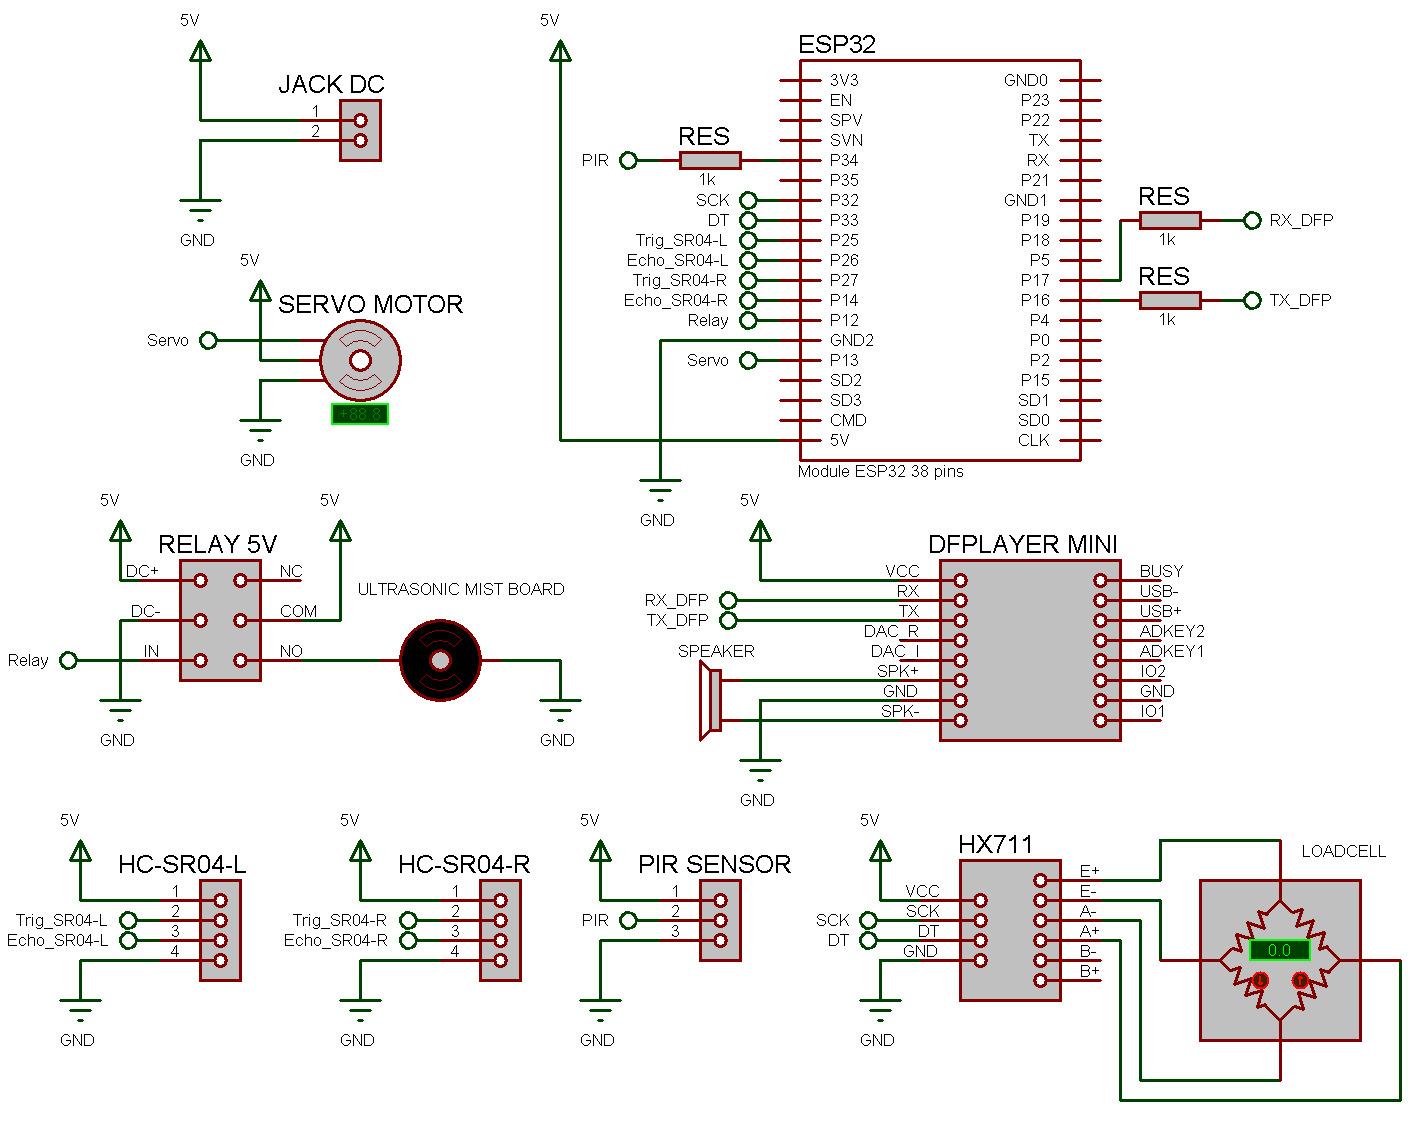 5V
JACK DC
1
2
GND
5V
SERVO MOTOR
Servo
+88.8
GND
5V
ESP32
3V3
EN
SPV
SVN
P34
P35
P32
P33
P25
P26
P27
P14
P12
GND2
P13
SD2
SD3
CMD
5V
GND0
P23
P22
TX
RX
P21
GND1
P19
P18
P5
P17
P16
P4
P0
P2
P15
SD1
SD0
CLK
Module ESP32 38 pins
PIR
RES
1k
SCK
DT
Trig_SR04-L
Echo_SR04-L
Trig_SR04-R
Echo_SR04-R
Relay
Servo
GND
RES
1k
RX_DFP
RES
1k
TX_DFP
5V
5V
RELAY 5V
DC+
DC-
IN
NC
COM
NO
Relay
GND
ULTRASONIC MIST BOARD
GND
5V
DFPLAYER MINI
VCC
RX
TX
DAC_R
DAC_I
SPK+
GND
SPK-
BUSY
USB-
USB+
ADKEY2
ADKEY1
IO2
GND
IO1
RX_DFP
TX_DFP
SPEAKER
GND
5V
HC-SR04-L
1
2
3
4
Trig_SR04-L
Echo_SR04-L
GND
5V
HC-SR04-R
1
2
3
4
Trig_SR04-R
Echo_SR04-R
GND
5V
PIR SENSOR
1
2
3
PIR
GND
5V
HX711
VCC
SCK
DT
GND
E+
E-
A-
A+
B-
B+
SCK
DT
GND
LOADCELL
0.0